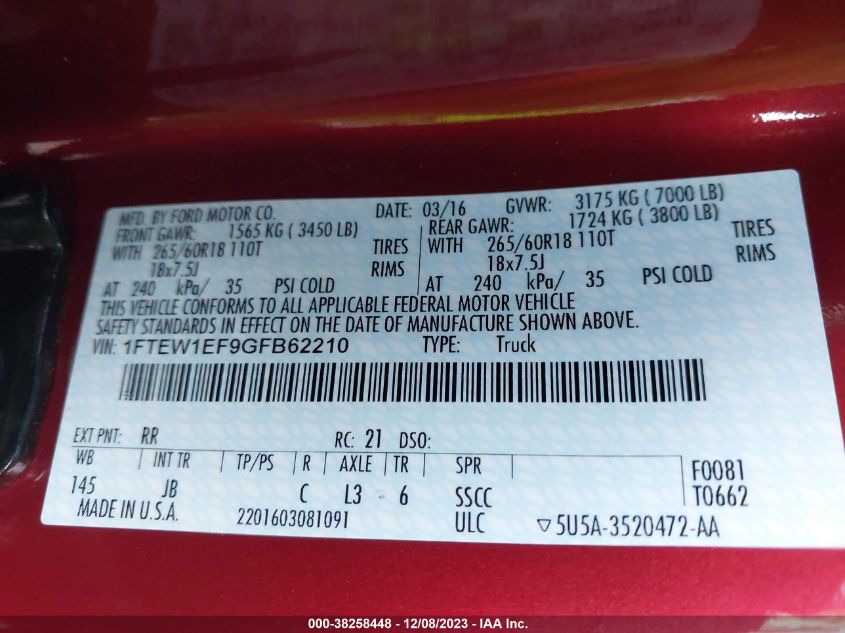 MFD. BY FORD MOTOR CO. DATE: 03/16 GVWR: 3175 KG ( 7000 LB)
FRONT GAWR: 1565 KG ( 3450 LB) REAR GAWR: 1724 KG ( 3800 LB)
WITH 265/60R18 110T TIRES WITH 265/60R18 110T TIRES
18x7.5J RIMS 18x7.5J RIMS
AT 240 kPa/ 35 PSI COLD AT 240 kPa/ 35 PSI COLD
THIS VEHICLE CONFORMS TO ALL APPLICABLE FEDERAL MOTOR VEHICLE
SAFETY STANDARDS IN EFFECT ON THE DATE OF MANUFACTURE SHOWN ABOVE.
VIN: 1FTEW1EF9GFB62210 TYPE: Truck
EXT PNT: RR RC: 21 DSO:
WB INT TR TP/PS R AXLE TR SPR F0081
145 JB C L3 6 SSCC T0662
MADE IN U.S.A. 2201603081091 ULC ▽5U5A-3520472-AA
000-38258448 - 12/08/2023 - IAA Inc.